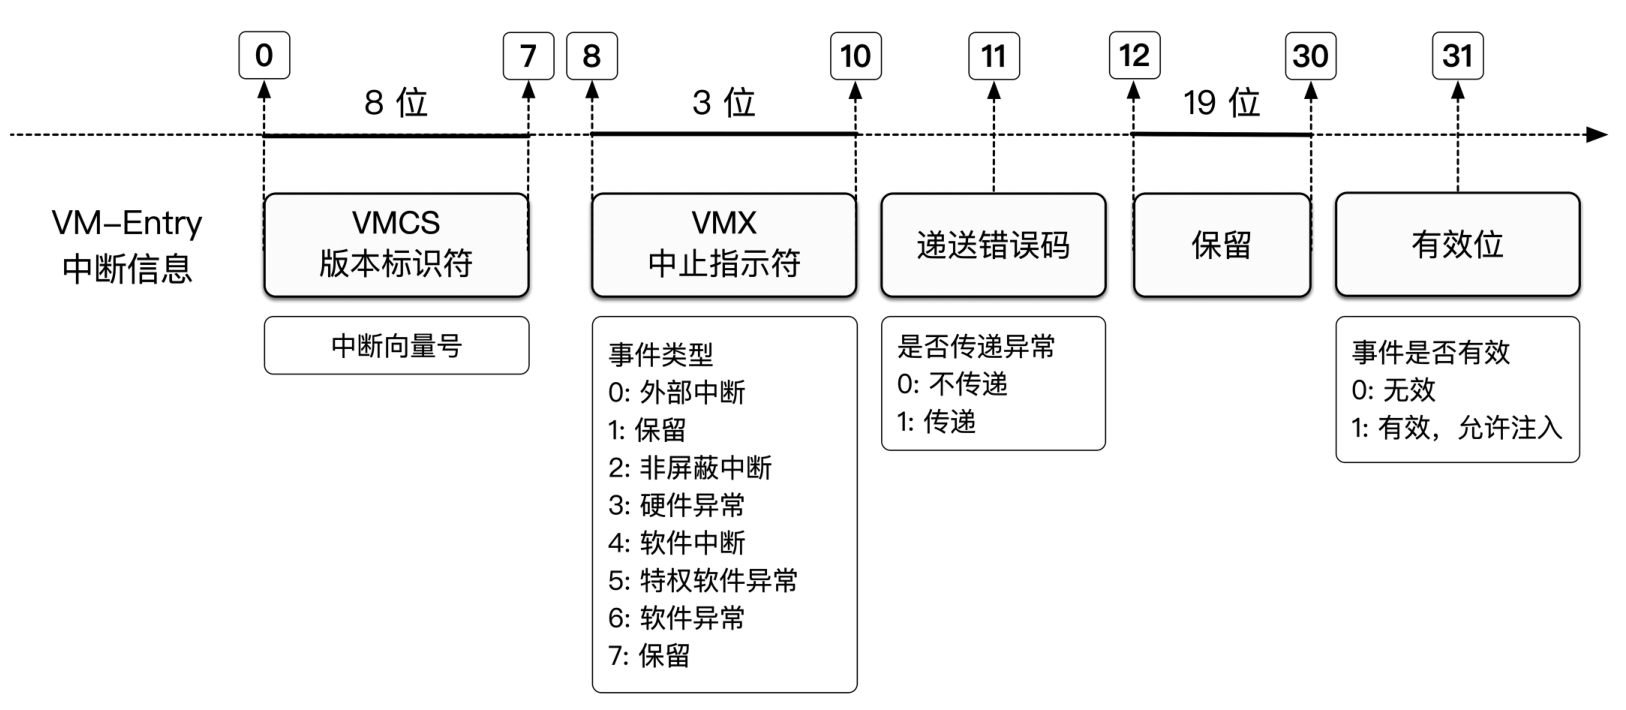 0
7
8
10
11
12
30
31
8 位
3 位
19 位
VM-Entry
中断信息
VMCS
版本标识符
VMX
中止指示符
递送错误码
保留
有效位
中断向量号
事件类型
0: 外部中断
1: 保留
2: 非屏蔽中断
3: 硬件异常
4: 软件中断
5: 特权软件异常
6: 软件异常
7: 保留
是否传递异常
0: 不传递
1: 传递
事件是否有效
0: 无效
1: 有效，允许注入